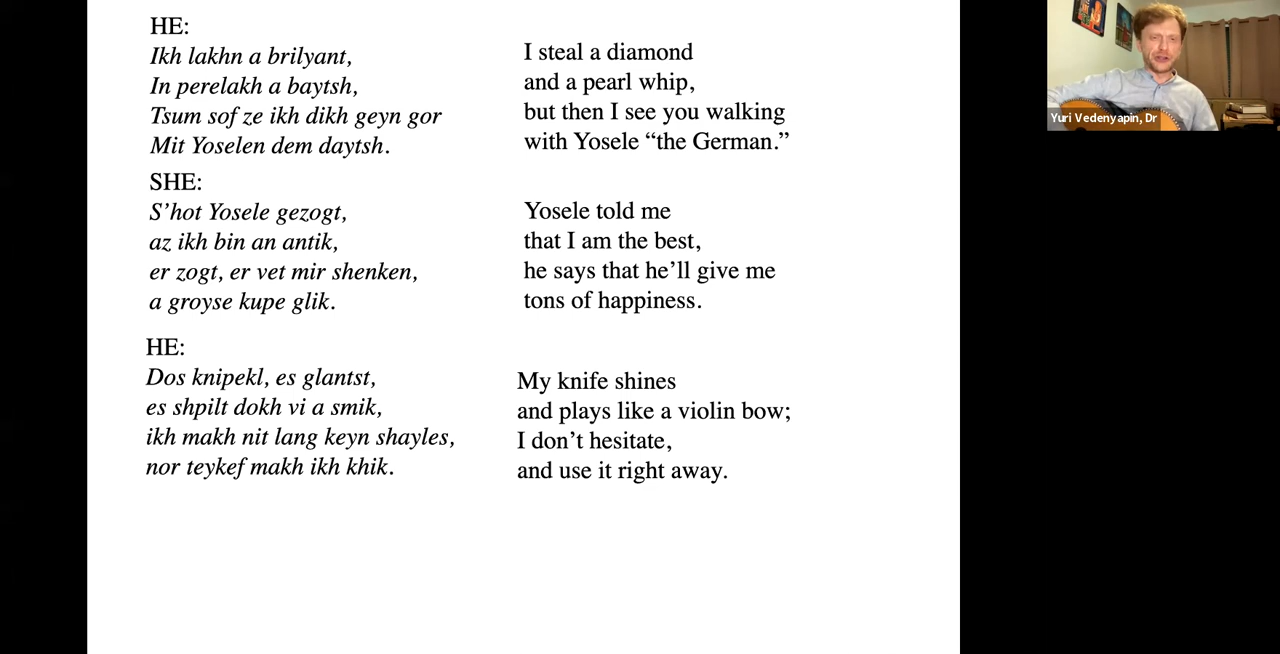 HE:
Ikh lakhn a brilyant,
In perelakh a baytsh,
Tsum sof ze ikh dikh geyn gor
Mit Yoselen dem daytsh.
SHE:
S’hot Yosele gezogt,
az ikh bin an antik,
er zogt, er vet mir shenken,
a groyse kupe glik.
HE:
Dos knipekl, es glantst,
es shpilt dokh vi a smik,
ikh makh nit lang keyn shayles,
nor teykef makh ikh khik.
I steal a diamond
and a pearl whip,
but then I see you walking
with Yosele “the German.”
Yosele told me
that I am the best,
he says that he’ll give me
tons of happiness.
My knife shines
and plays like a violin bow;
I don’t hesitate,
and use it right away.
Yuri Vedenyapin, Dr